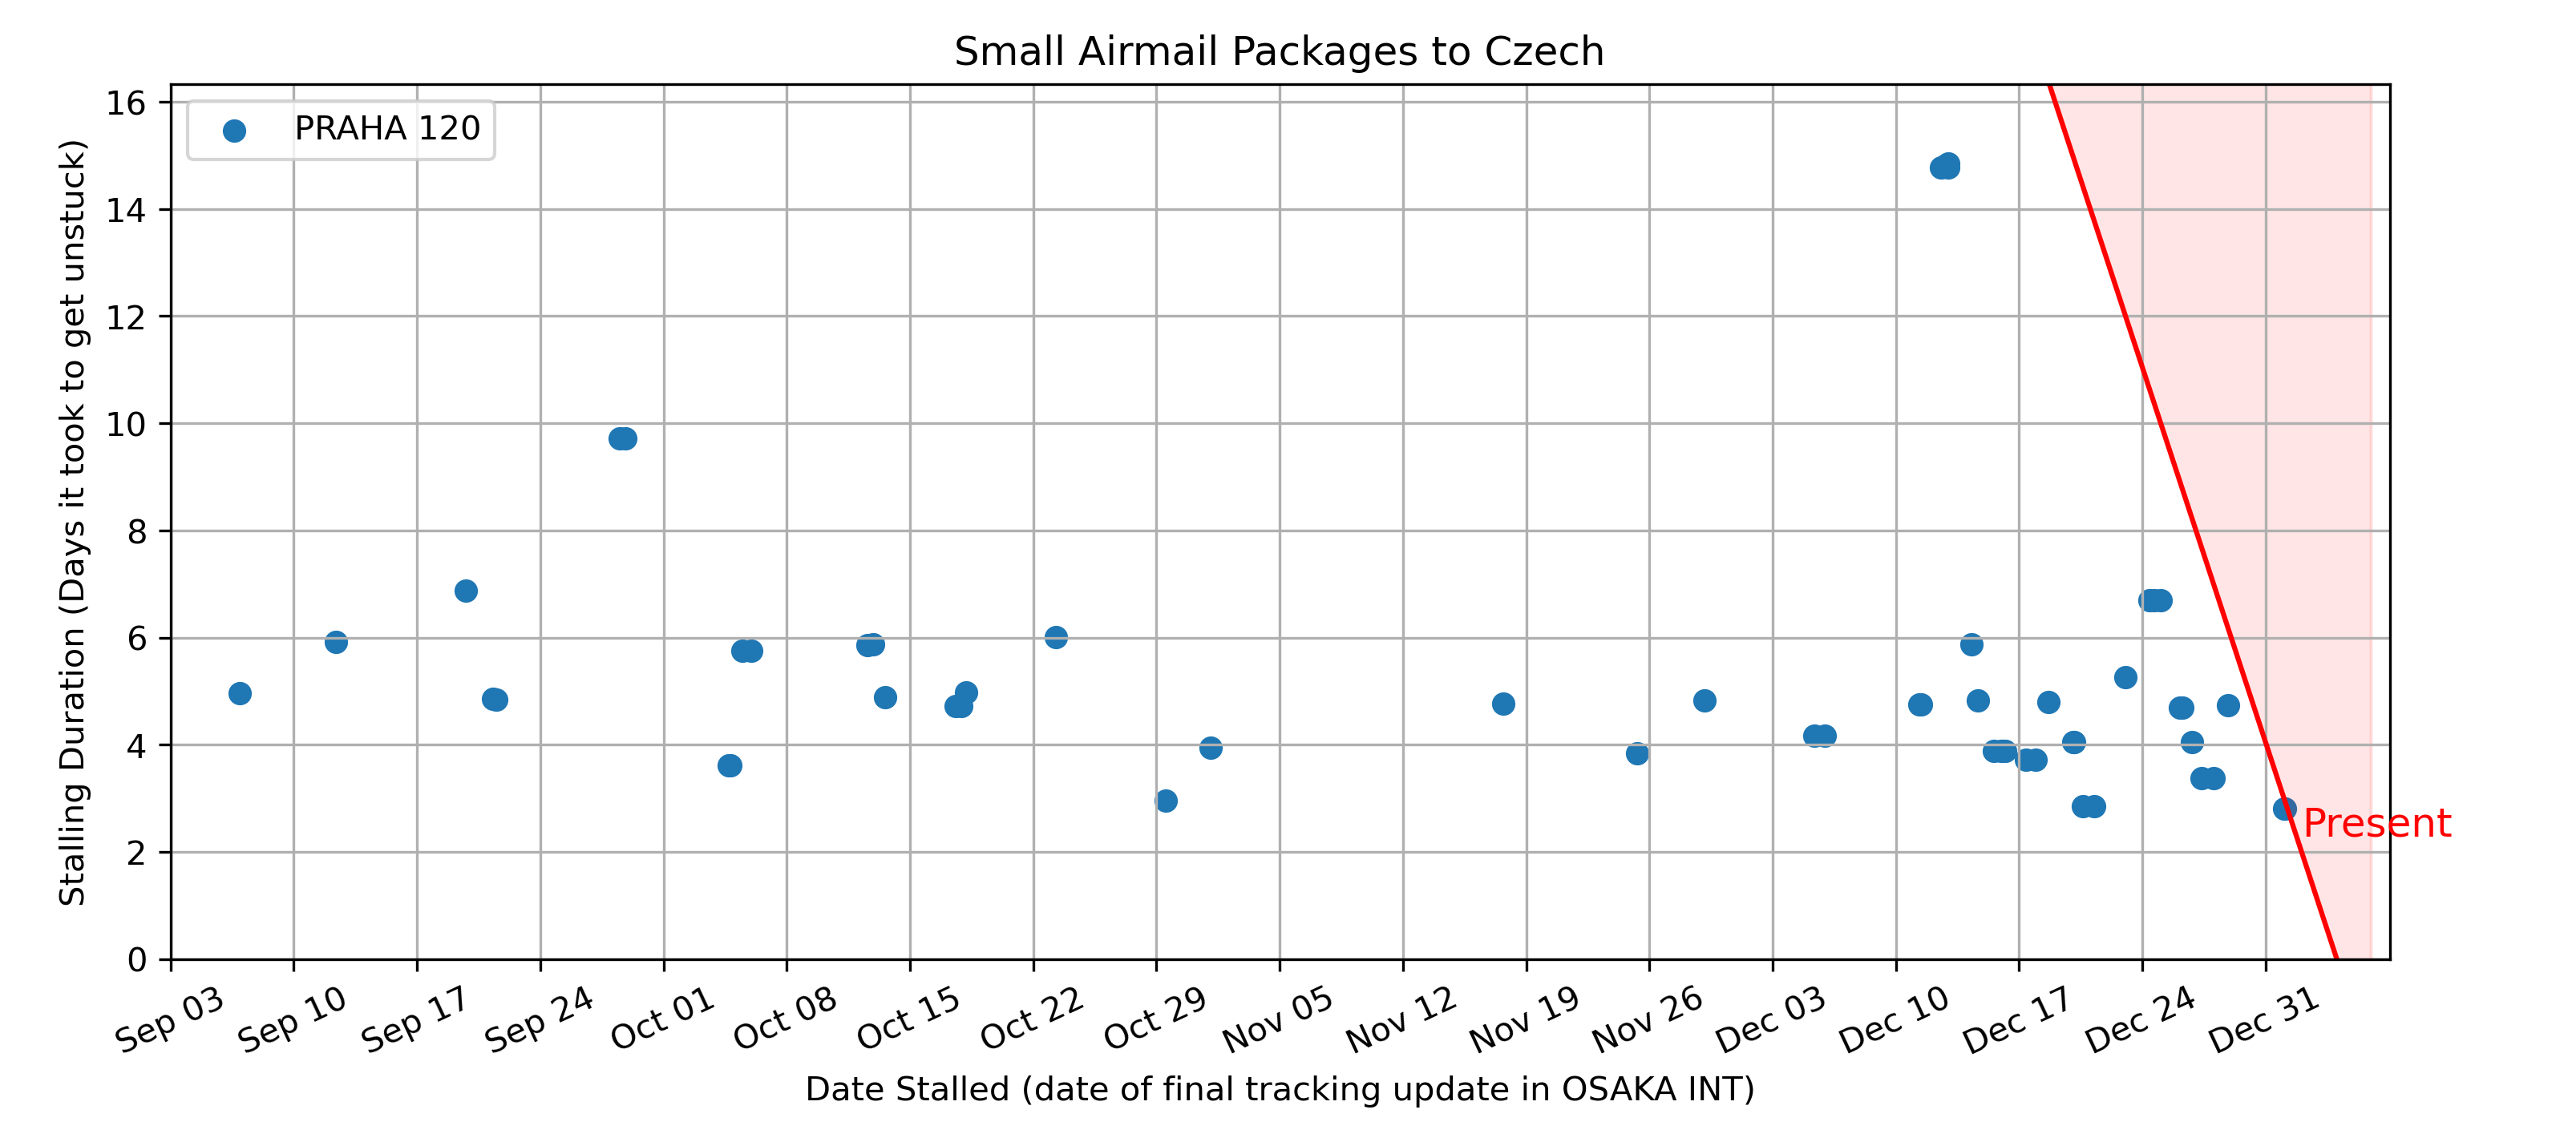 Small Airmail Packages to Czech
PRAHA 120
Stalling Duration (Days it took to get unstuck)
16
14
12
10
8
6
4
2
0
Present
Sep 03
Sep 10
Sep 17
Sep 24
Oct 01
Oct 08
Oct 15
Oct 22
Oct 29
Nov 05
Nov 12
Nov 19
Nov 26
Dec 03
Dec 10
Dec 17
Dec 24
Dec 31
Date Stalled (date of final tracking update in OSAKA INT)